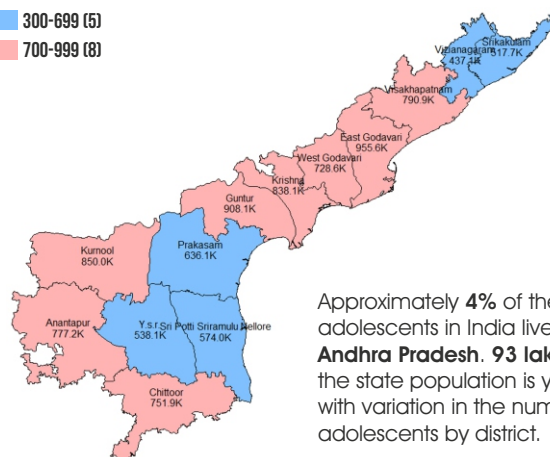 300-699 (5)
700-999 (8)
Srikakulam
517.7K
Vizianagaram
437.1K
Visakhapatnam
790.9K
East Godavari
955.6K
West Godavari
728.6K
Krishna
838.1K
Guntur
908.1K
Prakasam
636.1K
Kurnool
850.0K
Anantapur
777.2K
Y.s.r.
538.1K
Sri Potti Sriramulu Nellore
574.0K
Chittoor
751.9K
Approximately 4% of the
adolescents in India live
Andhra Pradesh. 93 lak
the state population is y
with variation in the num
adolescents by district.